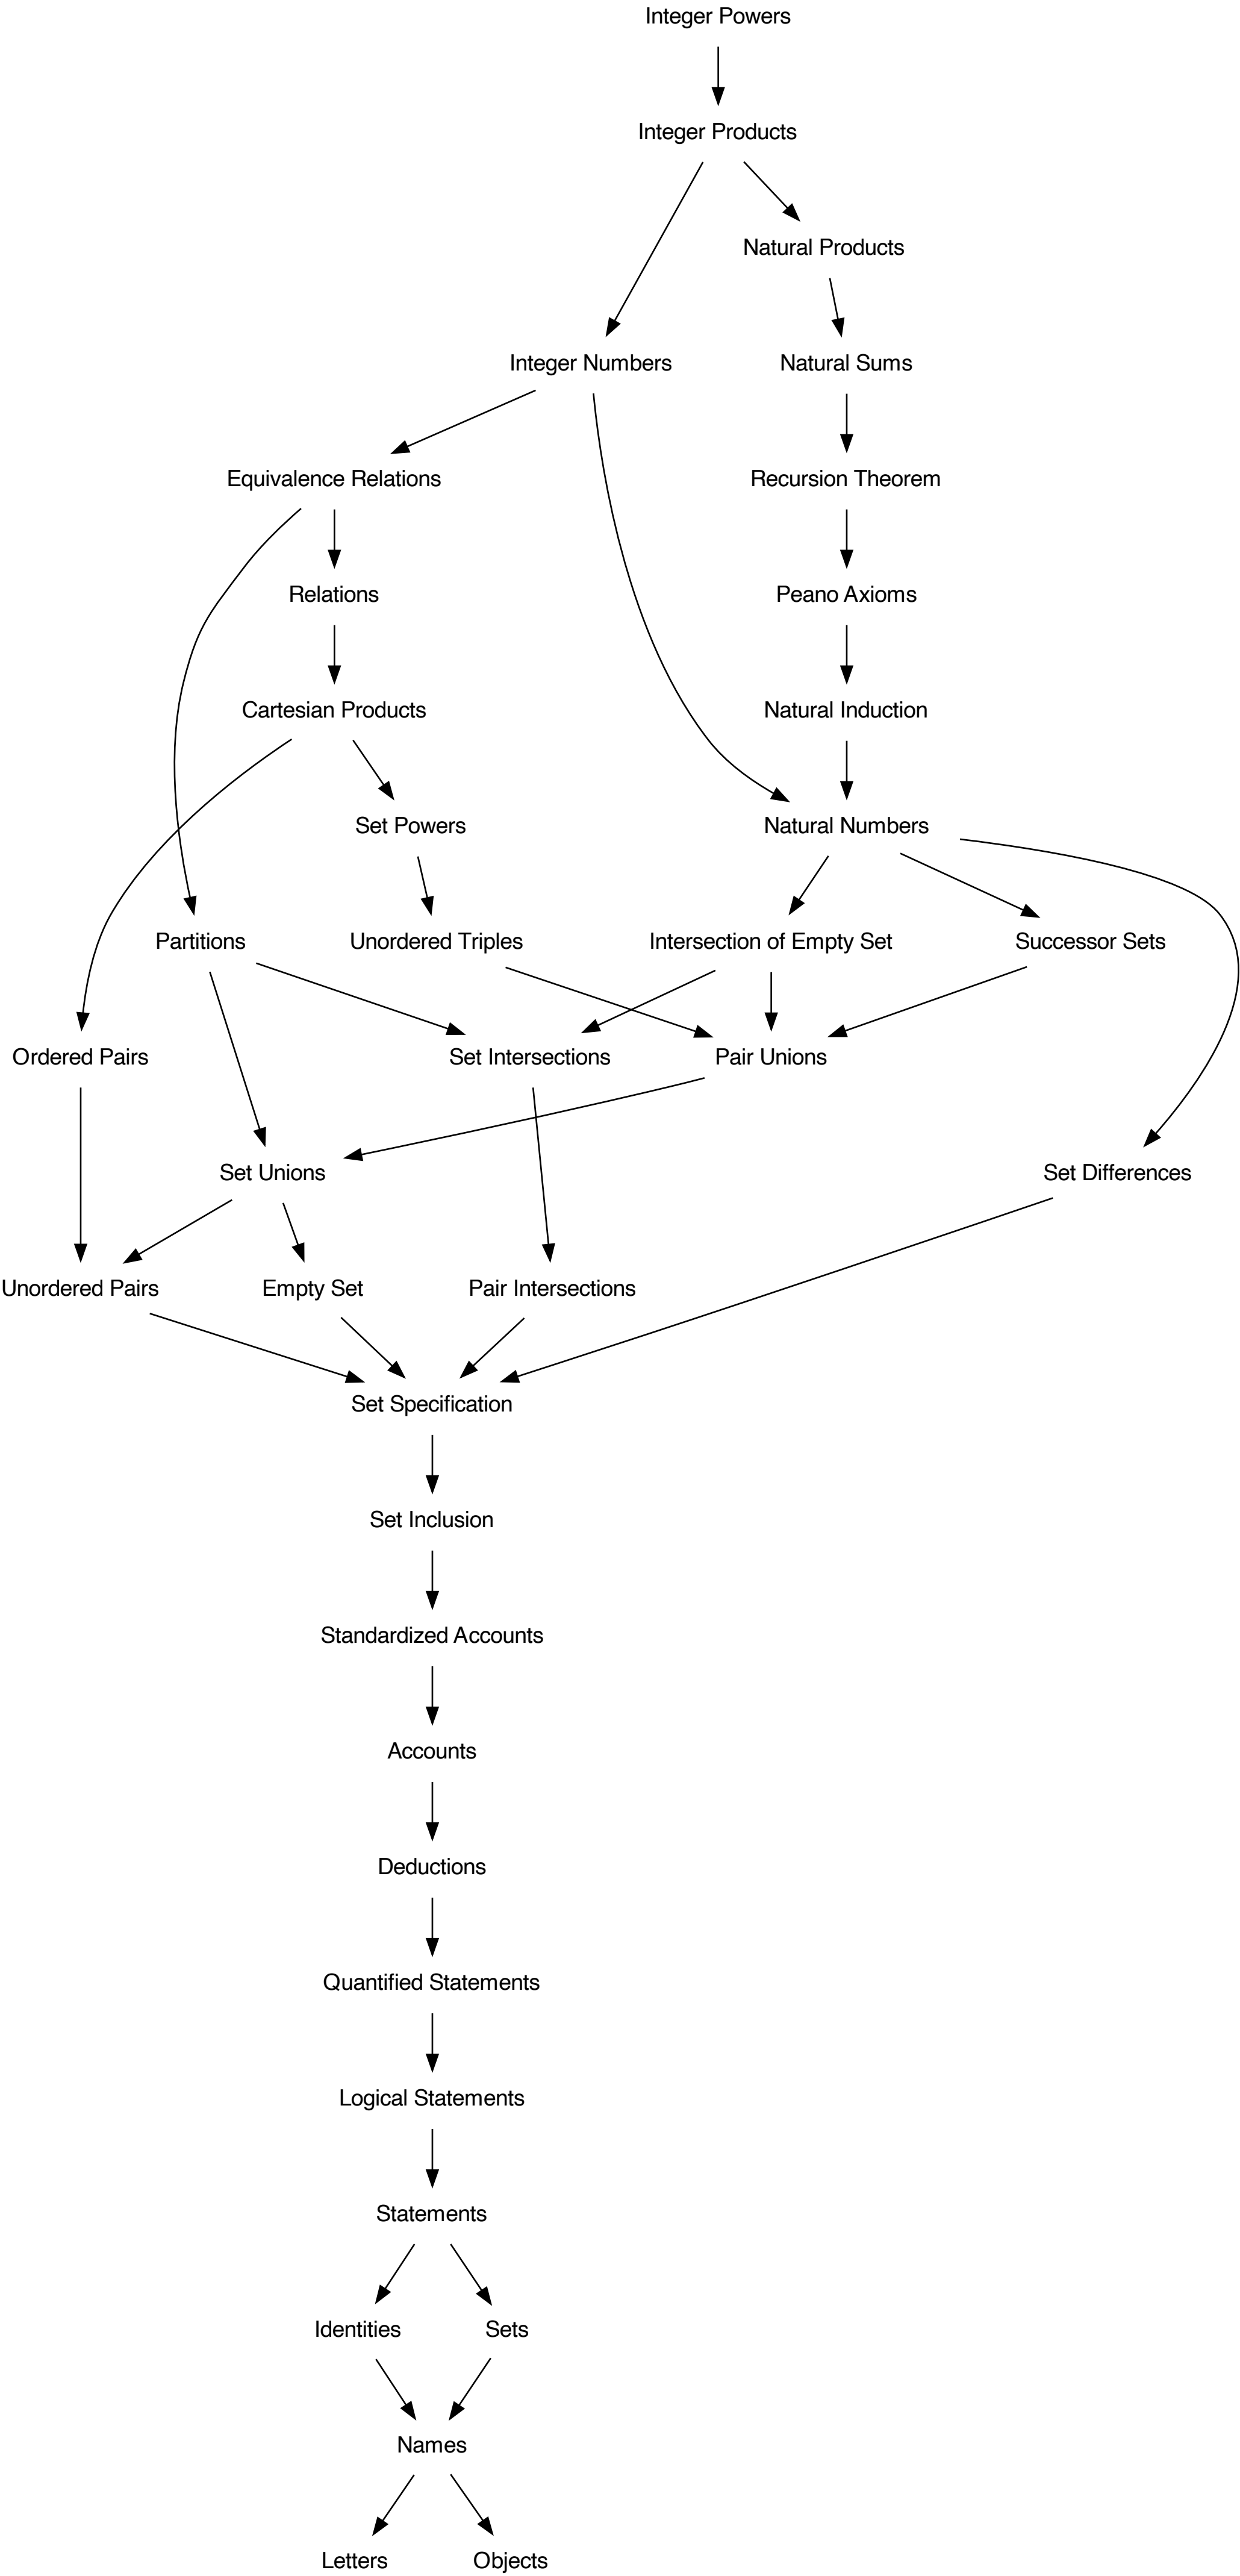 Integer Powers
Integer Products
Natural Products
Integer Numbers
Natural Sums
Equivalence Relations
Recursion Theorem
Relations
Peano Axioms
Cartesian Products
Natural Induction
Set Powers
Natural Numbers
Partitions
Unordered Triples
Intersection of Empty Set
Successor Sets
Ordered Pairs
Set Intersections
Pair Unions
Set Unions
Set Differences
Unordered Pairs
Empty Set
Pair Intersections
Set Specification
Set Inclusion
Standardized Accounts
Accounts
Deductions
Quantified Statements
Logical Statements
Statements
Identities
Sets
Names
Letters
Objects